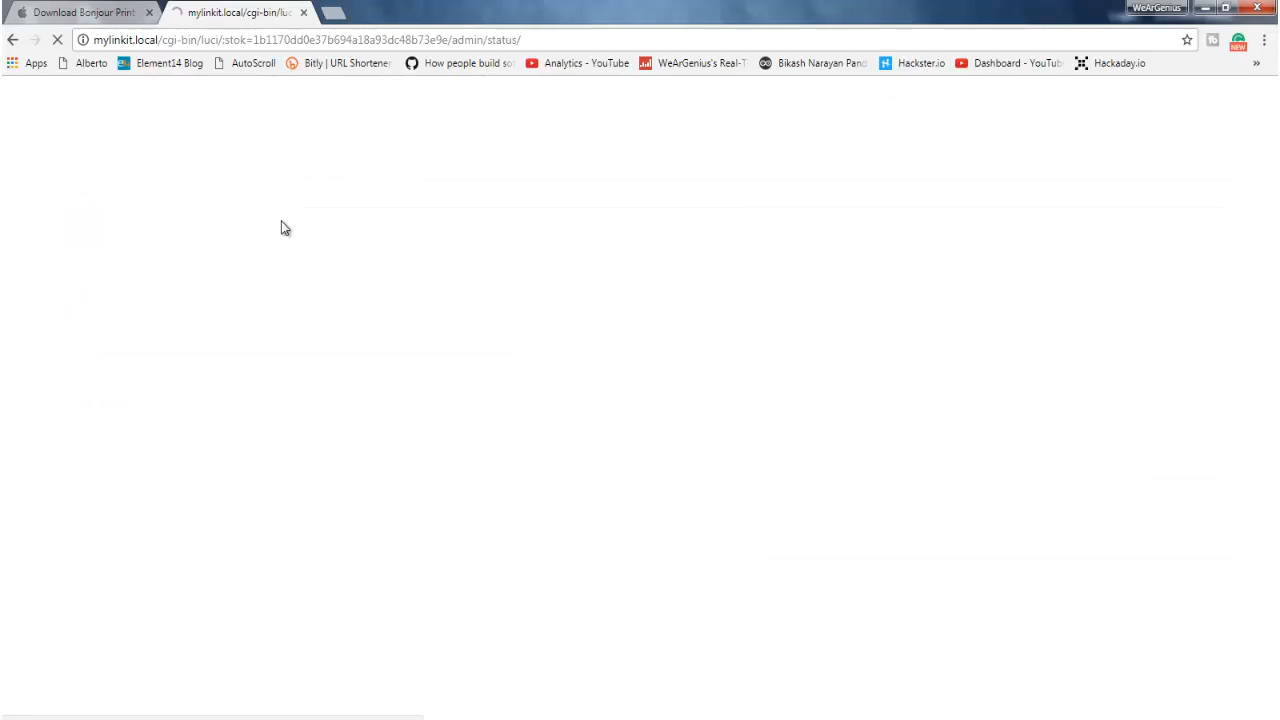 Download Bonjour Print
mylinkit.local/cgi-bin/luc
WeArGenius
mylinkit.local/cgi-bin/luci/;stok=1b1170dd0e37b694a18a93dc48b73e9e/admin/status/
Apps Alberto Element14 Blog AutoScroll Bitly | URL Shortener How people build so Analytics - YouTube WeArGenius's Real-T Bikash Narayan Pand Hackster.io Dashboard - YouTub Hackaday.io »
NEW